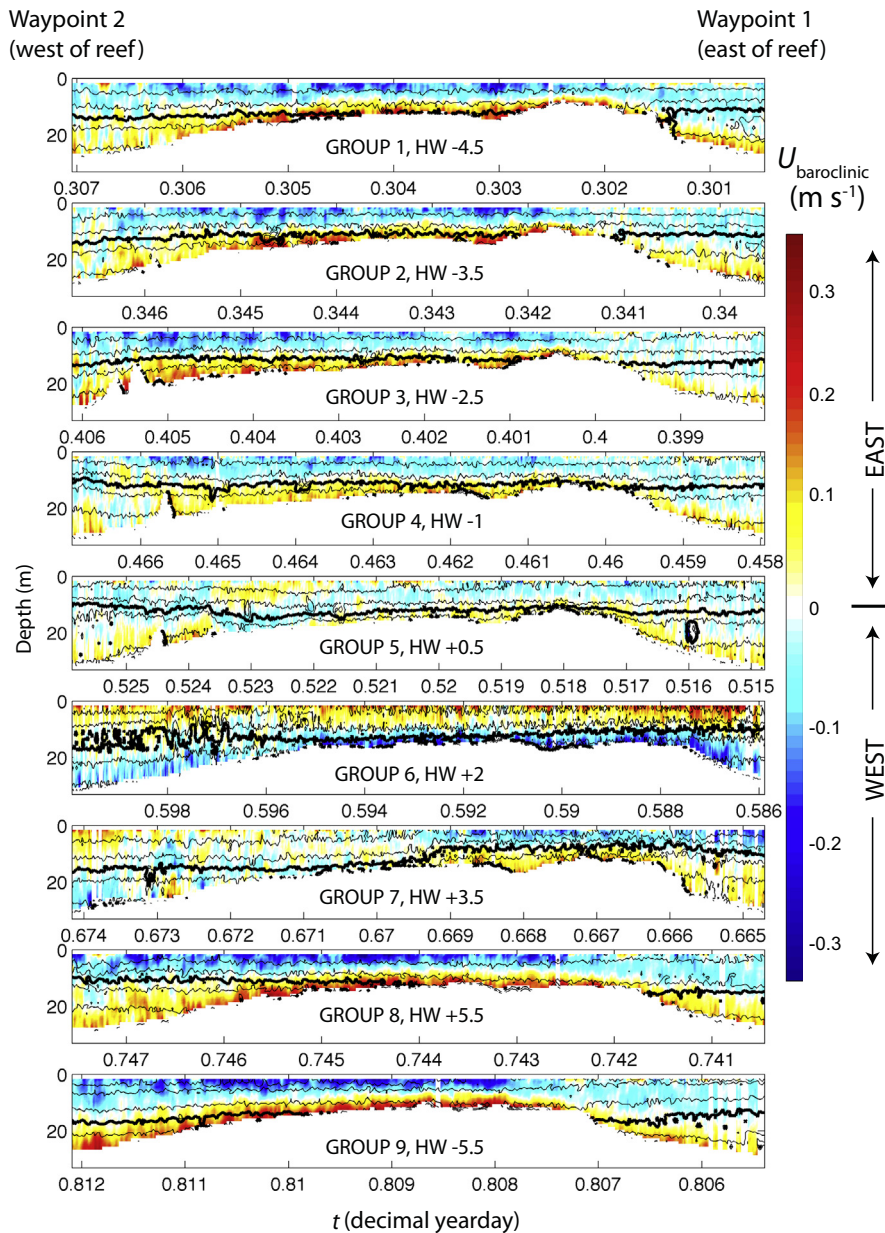 Waypoint 2
(west of reef)
Waypoint 1
(east of reef)
0
20
GROUP 1, HW -4.5
0.307 0.306 0.305 0.304 0.303 0.302 0.301
0
20
GROUP 2, HW -3.5
0.346 0.345 0.344 0.343 0.342 0.341 0.34
0
20
GROUP 3, HW -2.5
0.406 0.405 0.404 0.403 0.402 0.401 0.4 0.399
0
20
GROUP 4, HW -1
0.466 0.465 0.464 0.463 0.462 0.461 0.46 0.459 0.458
0
20
GROUP 5, HW +0.5
0.525 0.524 0.523 0.522 0.521 0.52 0.519 0.518 0.517 0.516 0.515
0
20
GROUP 6, HW +2
0.598 0.596 0.594 0.592 0.59 0.588 0.586
0
20
GROUP 7, HW +3.5
0.674 0.673 0.672 0.671 0.67 0.669 0.668 0.667 0.666 0.665
0
20
GROUP 8, HW +5.5
0.747 0.746 0.745 0.744 0.743 0.742 0.741
0
20
GROUP 9, HW -5.5
0.812 0.811 0.81 0.809 0.808 0.807 0.806
Depth (m)
t (decimal yearday)
Ubaroclinic
(m s⁻¹)
0.3
0.2
0.1
0
-0.1
-0.2
-0.3
EAST
WEST